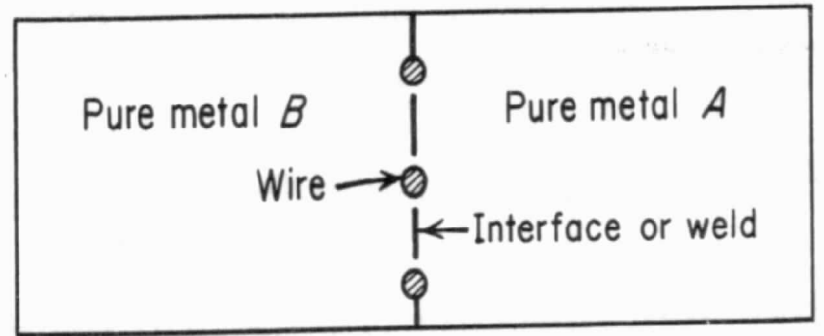 Pure metal B
Pure metal A
Wire
Interface or weld